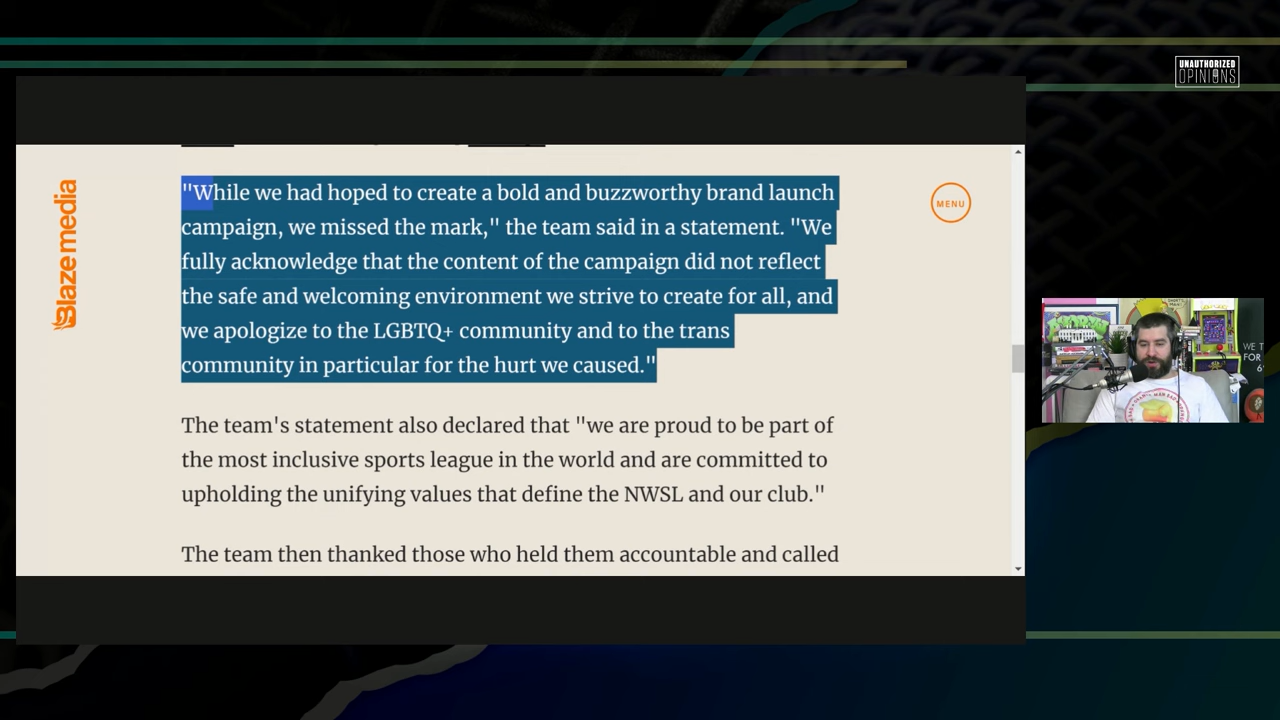 UNAUTHORIZED
OPINIONS
Blaze media
MENU
"While we had hoped to create a bold and buzzworthy brand launch
campaign, we missed the mark," the team said in a statement. "We
fully acknowledge that the content of the campaign did not reflect
the safe and welcoming environment we strive to create for all, and
we apologize to the LGBTQ+ community and to the trans
community in particular for the hurt we caused."
The team's statement also declared that "we are proud to be part of
the most inclusive sports league in the world and are committed to
upholding the unifying values that define the NWSL and our club."
The team then thanked those who held them accountable and called
WE T
FOR